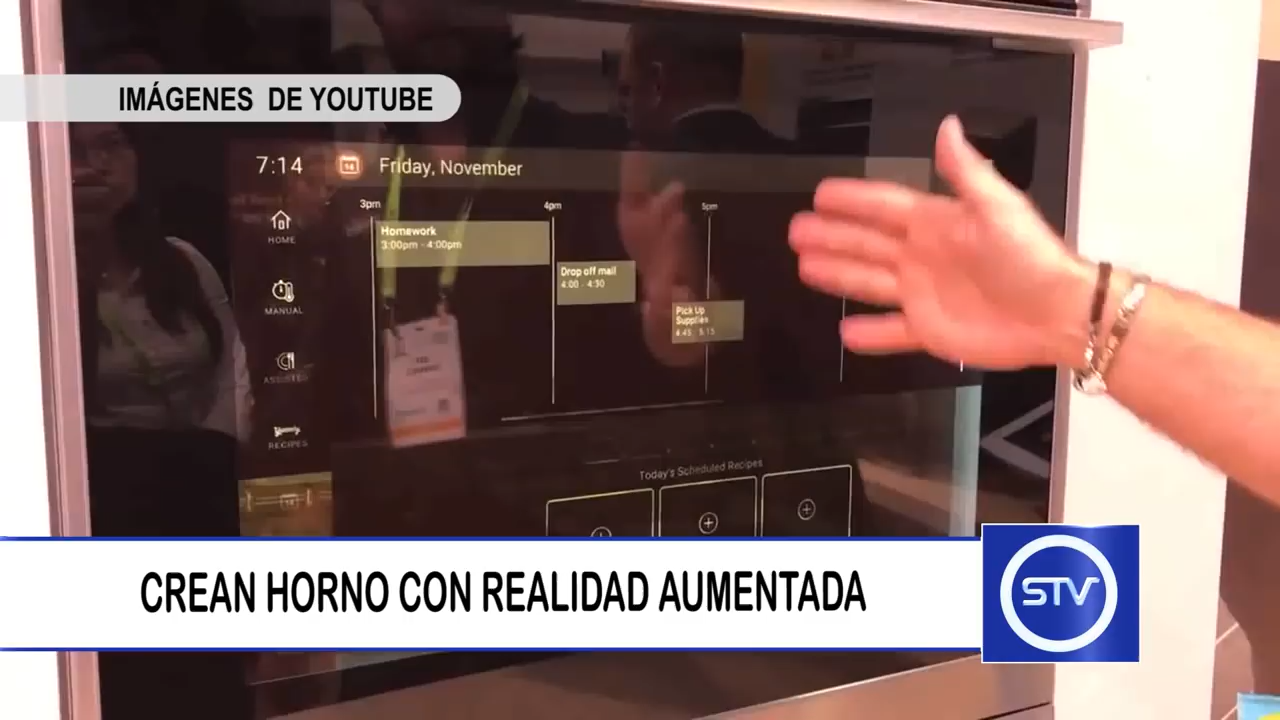 IMÁGENES DE YOUTUBE
7:14
14
Friday, November
3pm
4pm
5pm
HOME
Homework
3:00pm - 4:00pm
Drop off mail
4:00 - 4:30
MANUAL
Pick Up
Supplies
4:45 - 5:15
ASSISTED
RECIPES
Today's Scheduled Recipes
CREAN HORNO CON REALIDAD AUMENTADA
STV